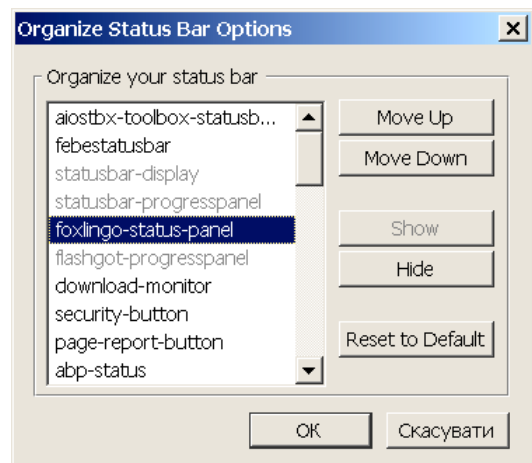 Organize Status Bar Options
Organize your status bar
aiostbx-toolbox-statusb...
febestatusbar
statusbar-display
statusbar-progresspanel
foxlingo-status-panel
flashgot-progresspanel
download-monitor
security-button
page-report-button
abp-status
Move Up
Move Down
Show
Hide
Reset to Default
OK
Скасувати